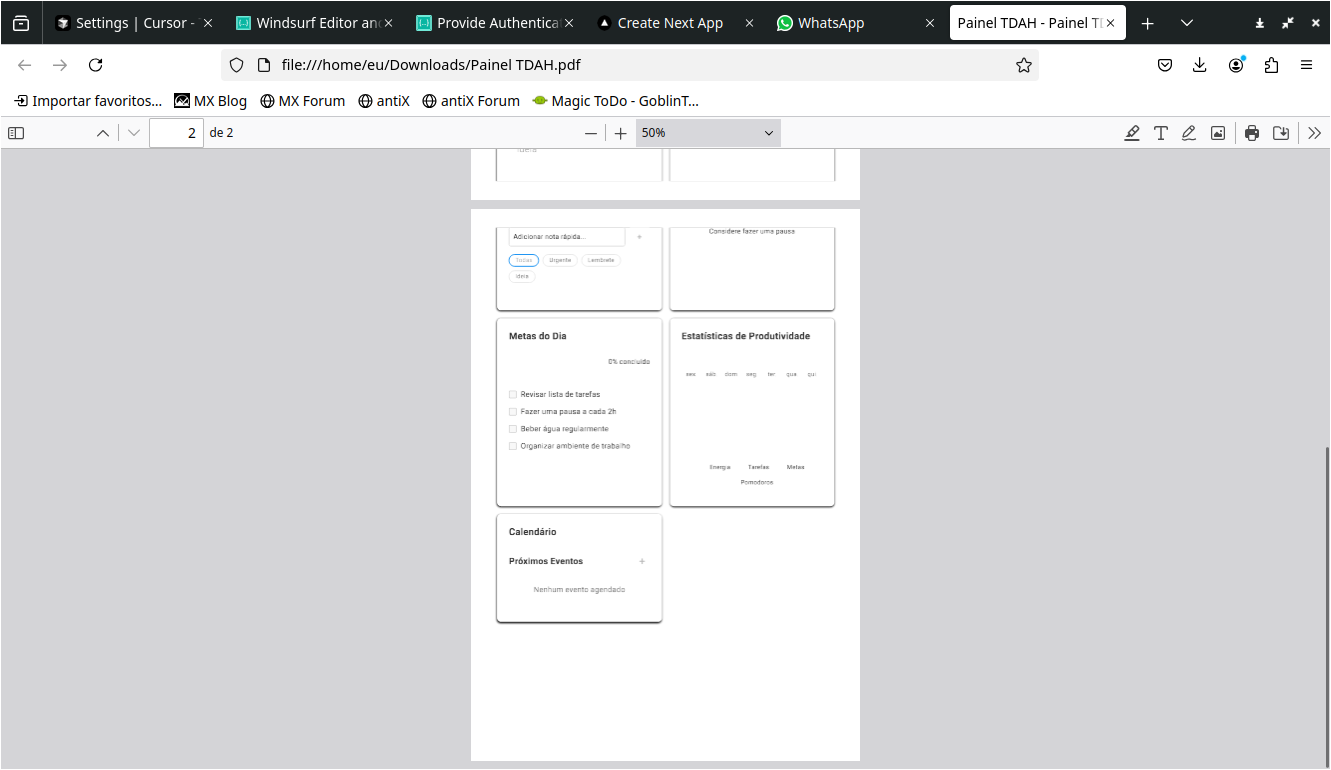 Settings | Cursor -
Windsurf Editor an
Provide Authentica
Create Next App
WhatsApp
Painel TDAH - Painel T
file:///home/eu/Downloads/Painel TDAH.pdf
Importar favoritos...
MX Blog
MX Forum
antiX
antiX Forum
Magic ToDo - GoblinT...
2
de 2
50%
Adicionar nota rápida...
+
Todas
Urgente
Lembrete
Ideia
Considere fazer uma pausa
Metas do Dia
0% concluído
Revisar lista de tarefas
Fazer uma pausa a cada 2h
Beber água regularmente
Organizar ambiente de trabalho
Estatísticas de Produtividade
sex sáb dom seg ter qua qui
Energia Tarefas Metas
Pomodoros
Calendário
Próximos Eventos
+
Nenhum evento agendado